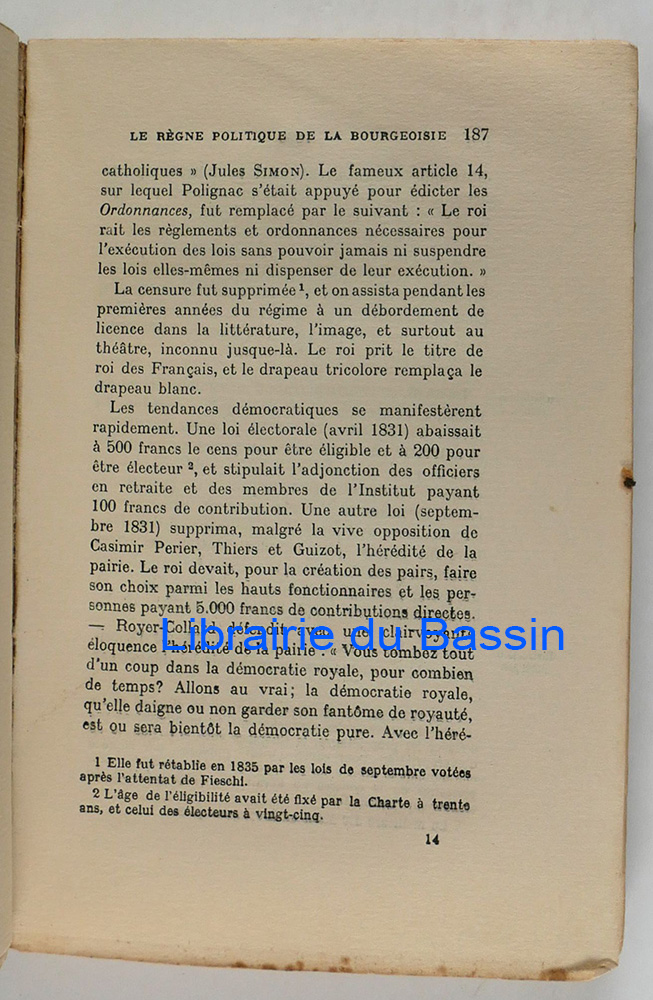 LE RÈGNE POLITIQUE DE LA BOURGEOISIE 187
catholiques » (Jules SIMON). Le fameux article 14,
sur lequel Polignac s'était appuyé pour édicter les
Ordonnances, fut remplacé par le suivant : « Le roi
rait les règlements et ordonnances nécessaires pour
l'exécution des lois sans pouvoir jamais ni suspendre
les lois elles-mêmes ni dispenser de leur exécution. »
La censure fut supprimée 1, et on assista pendant les
premières années du régime à un débordement de
licence dans la littérature, l'image, et surtout au
théâtre, inconnu jusque-là. Le roi prit le titre de
roi des Français, et le drapeau tricolore remplaça le
drapeau blanc.
Les tendances démocratiques se manifestèrent
rapidement. Une loi électorale (avril 1831) abaissait
à 500 francs le cens pour être éligible et à 200 pour
être électeur 2, et stipulait l'adjonction des officiers
en retraite et des membres de l'Institut payant
100 francs de contribution. Une autre loi (septem-
bre 1831) supprima, malgré la vive opposition de
Casimir Perier, Thiers et Guizot, l'hérédité de la
pairie. Le roi devait, pour la création des pairs, faire
son choix parmi les hauts fonctionnaires et les per-
sonnes payant 5.000 francs de contributions directes.
— Royer-Collard défendit avec une clairvoyante
Librairie du Bassin
éloquence l'hérédité de la pairie : « Vous tombez tout
d'un coup dans la démocratie royale, pour combien
de temps? Allons au vrai; la démocratie royale,
qu'elle daigne ou non garder son fantôme de royauté,
est ou sera bientôt la démocratie pure. Avec l'héré-
1 Elle fut rétablie en 1835 par les lois de septembre votées
après l'attentat de Fieschi.
2 L'âge de l'éligibilité avait été fixé par la Charte à trente
ans, et celui des électeurs à vingt-cinq.
14